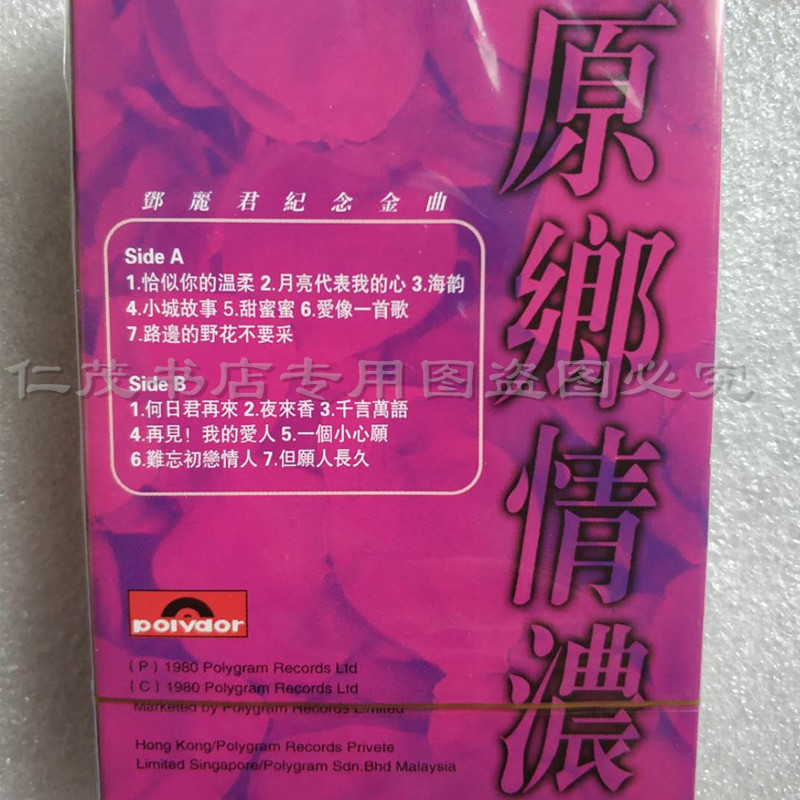 原鄉情濃
鄧麗君紀念金曲
Side A
1.恰似你的温柔 2.月亮代表我的心 3.海韵
4.小城故事 5.甜蜜蜜 6.愛像一首歌
7.路邊的野花不要采
仁茂书店专用图盗图必究
Side B
1.何日君再來 2.夜來香 3.千言萬語
4.再見！我的愛人 5.一個小心願
6.難忘初戀情人 7.但願人長久
polydor
(P) 1980 Polygram Records Ltd
(C) 1980 Polygram Records Ltd
Marketed by Polygram Records Limited
Hong Kong/Polygram Records Privete
Limited Singapore/Polygram Sdn.Bhd Malaysia